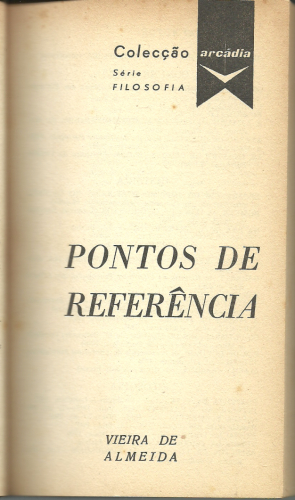 Colecção arcádia
Série
FILOSOFIA
PONTOS DE
REFERÊNCIA
VIEIRA DE
ALMEIDA